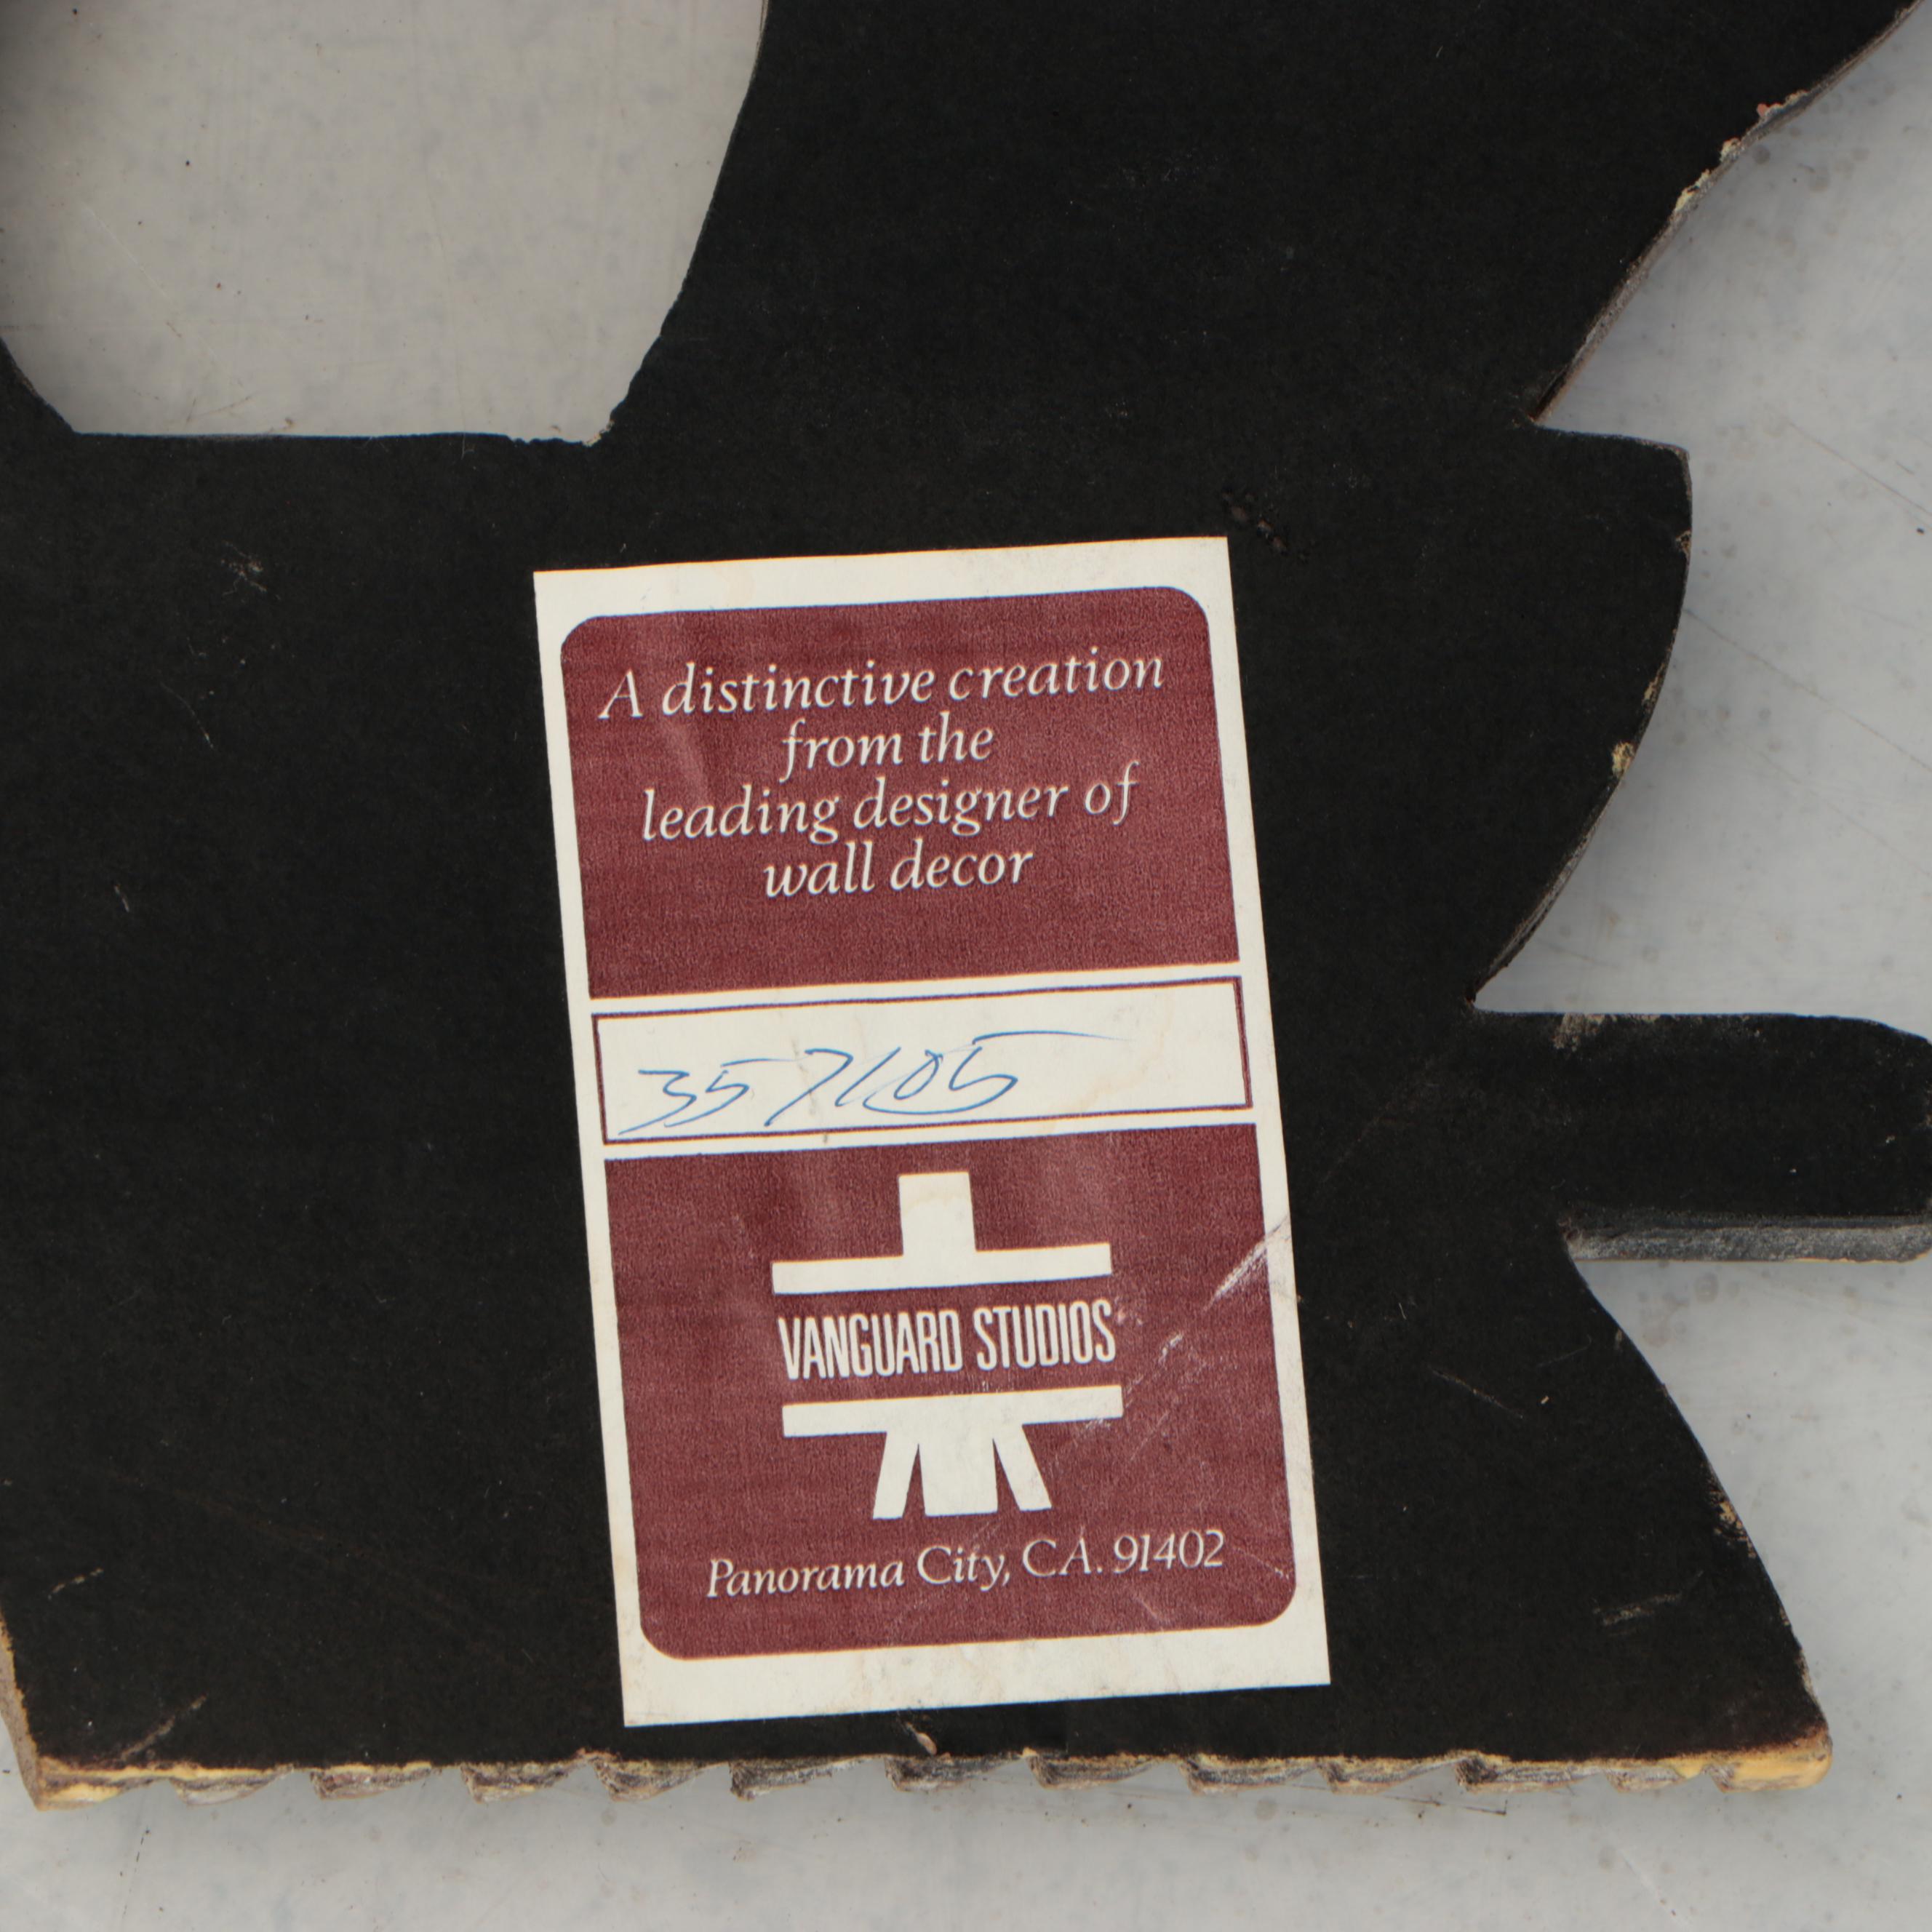 A distinctive creation
from the
leading designer of
wall decor
357105
VANGUARD STUDIOS
Panorama City, CA. 91402